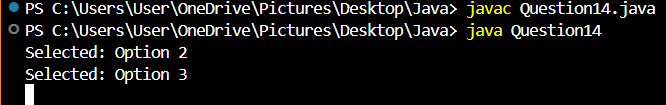 PS C:\Users\User\OneDrive\Pictures\Desktop\Java> javac Question14.java
PS C:\Users\User\OneDrive\Pictures\Desktop\Java> java Question14
Selected: Option 2
Selected: Option 3